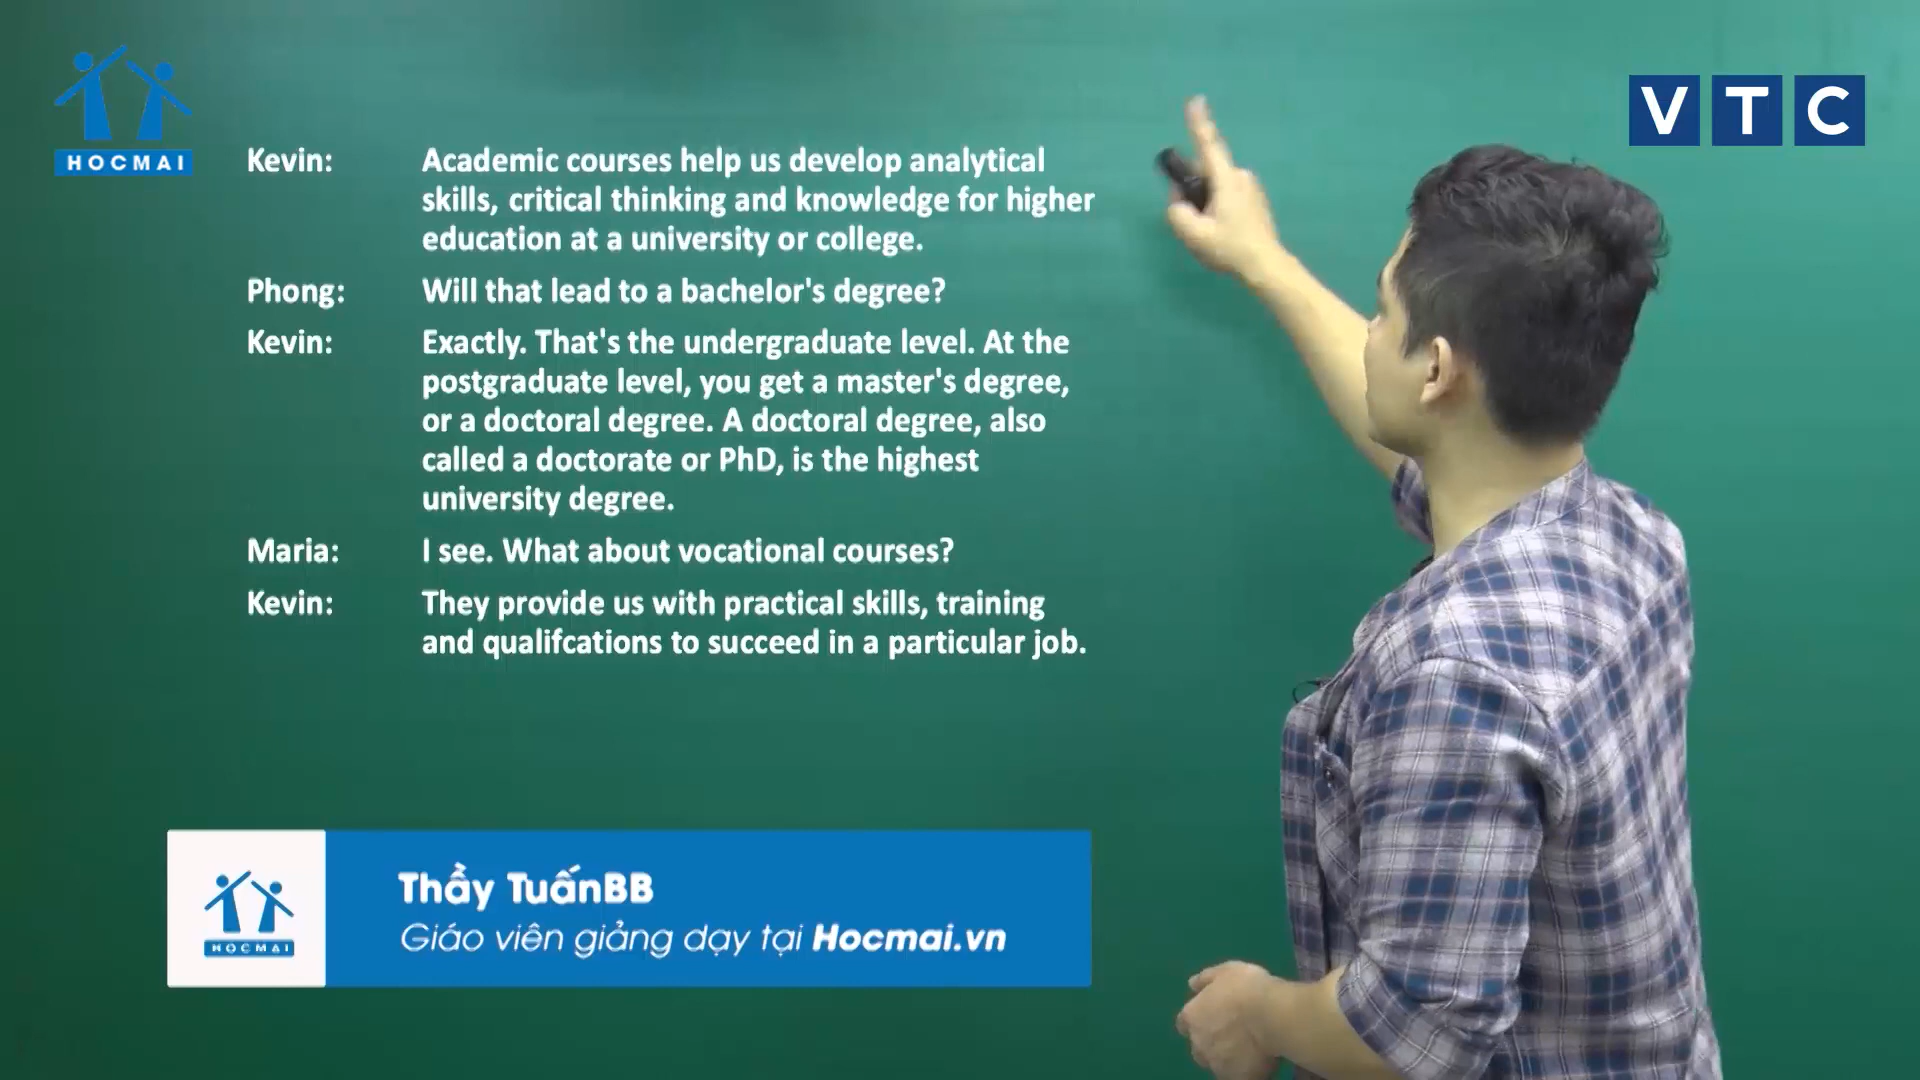 HOCMAI
VTC
Kevin: Academic courses help us develop analytical
skills, critical thinking and knowledge for higher
education at a university or college.
Phong: Will that lead to a bachelor's degree?
Kevin: Exactly. That's the undergraduate level. At the
postgraduate level, you get a master's degree,
or a doctoral degree. A doctoral degree, also
called a doctorate or PhD, is the highest
university degree.
Maria: I see. What about vocational courses?
Kevin: They provide us with practical skills, training
and qualifcations to succeed in a particular job.
HOCMAI
Thầy TuấnBB
Giáo viên giảng dạy tại Hocmai.vn